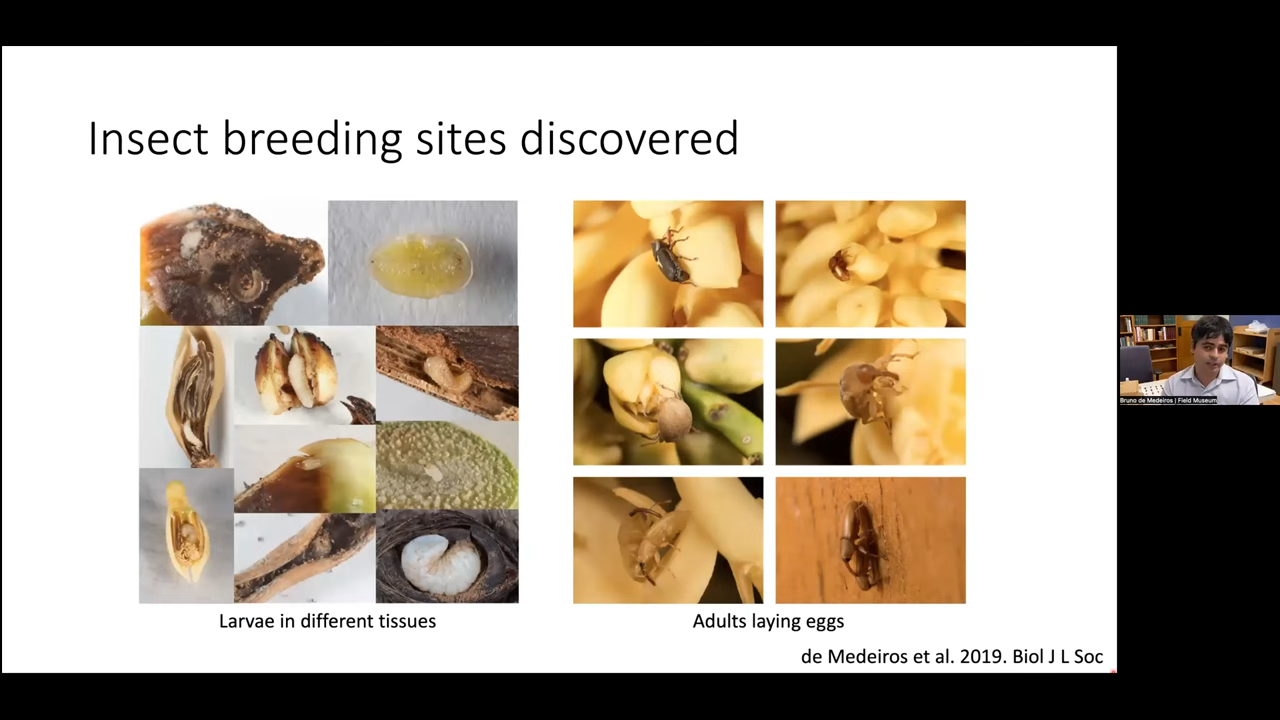 Insect breeding sites discovered
Larvae in different tissues
Adults laying eggs
de Medeiros et al. 2019. Biol J L Soc
Bruno de Medeiros | Field Museum